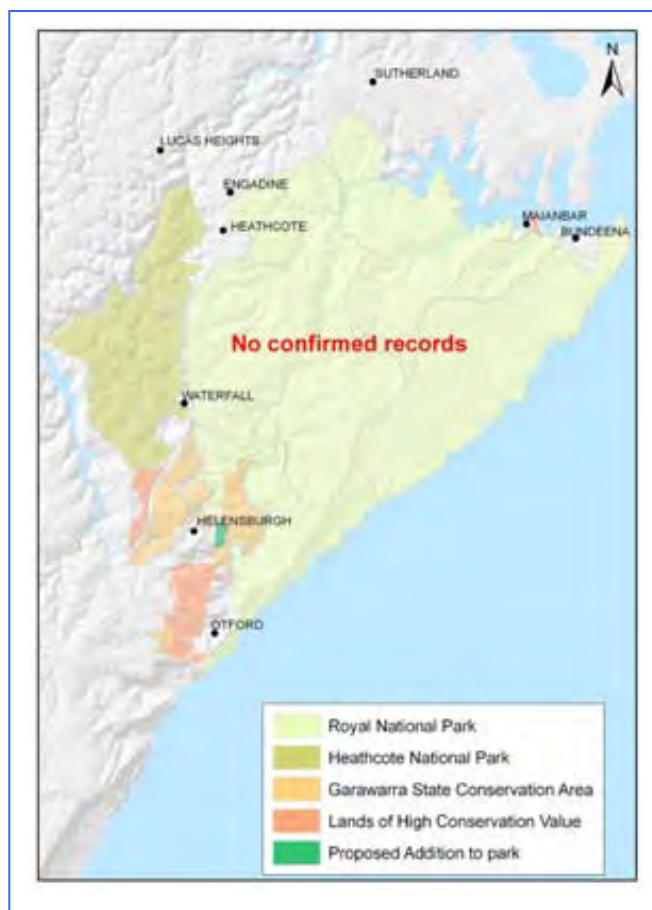 N
SUTHERLAND
LUCAS HEIGHTS
ENGADINE
MAIANBAR
HEATHCOTE
BUNDEENA
No confirmed records
WATERFALL
HELENSBURGH
OTFORD
Royal National Park
Heathcote National Park
Garawarra State Conservation Area
Lands of High Conservation Value
Proposed Addition to park